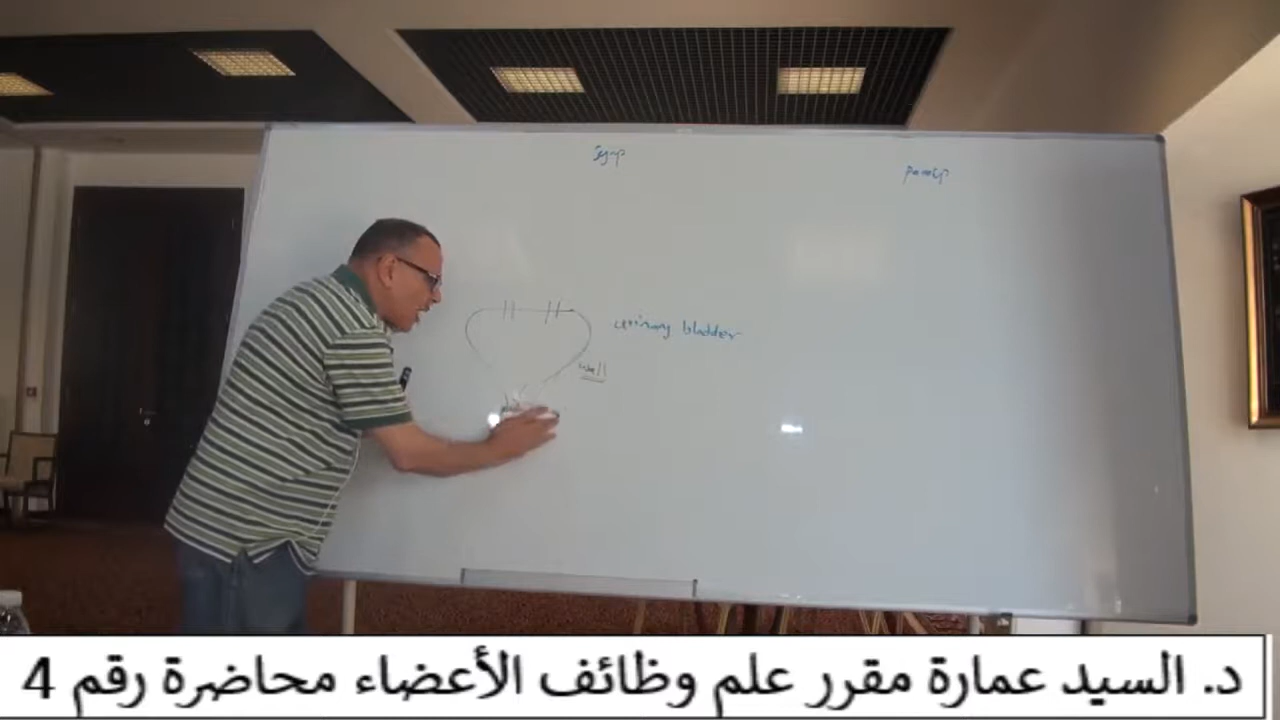 Symp
Parasymp
urinary bladder
wall
د. السيد عمارة مقرر علم وظائف الأعضاء محاضرة رقم 4